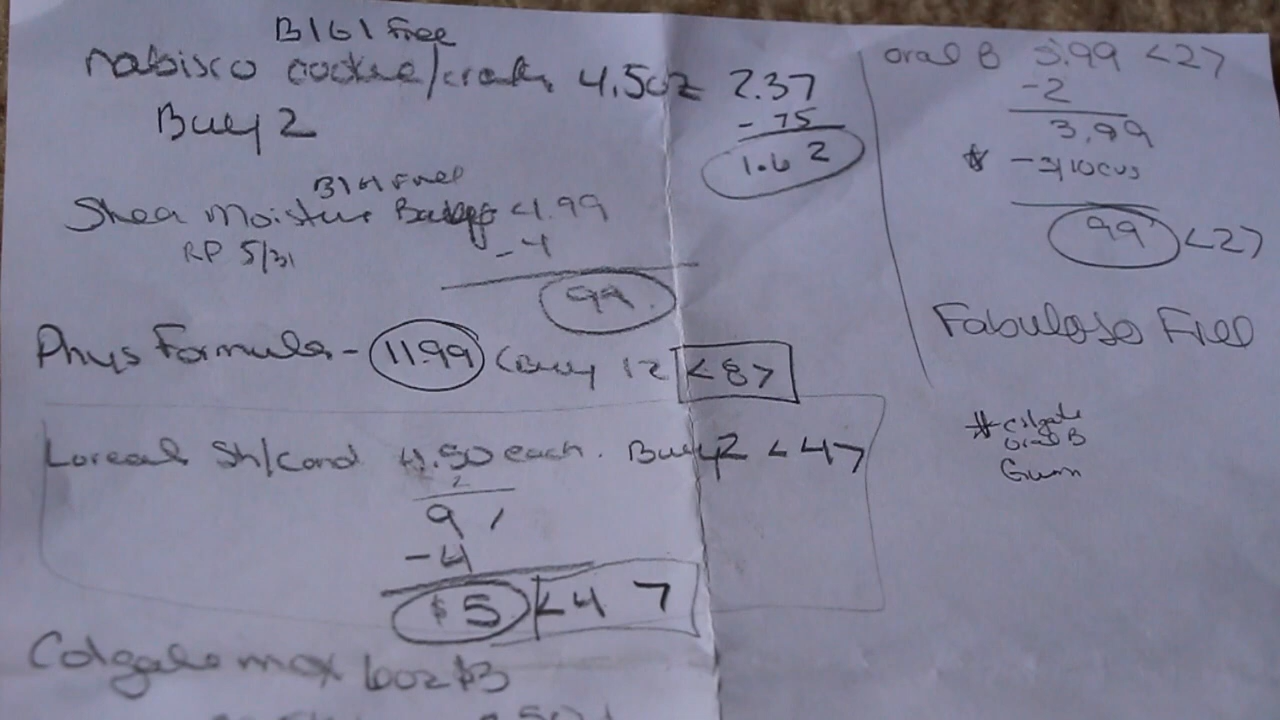 B1G1 Free
nabisco cookie/crack 4.5oz 2.37
Buy 2
- 75
1.62
B1G1 Free
Shea Moisture 4.99
RP 5/31
- 4
99
Phys Formula - 11.99 (Buy 12 <8>
Loreal Sh/Cond 4.50 each. Buy 2 <4>
2
9
- 4
$5 <4>
Colgate max 6oz $3
oral B 5.99 <2>
-2
3.99
99 <2>
Fabuloso Free
* Colgate
oral B
Gum